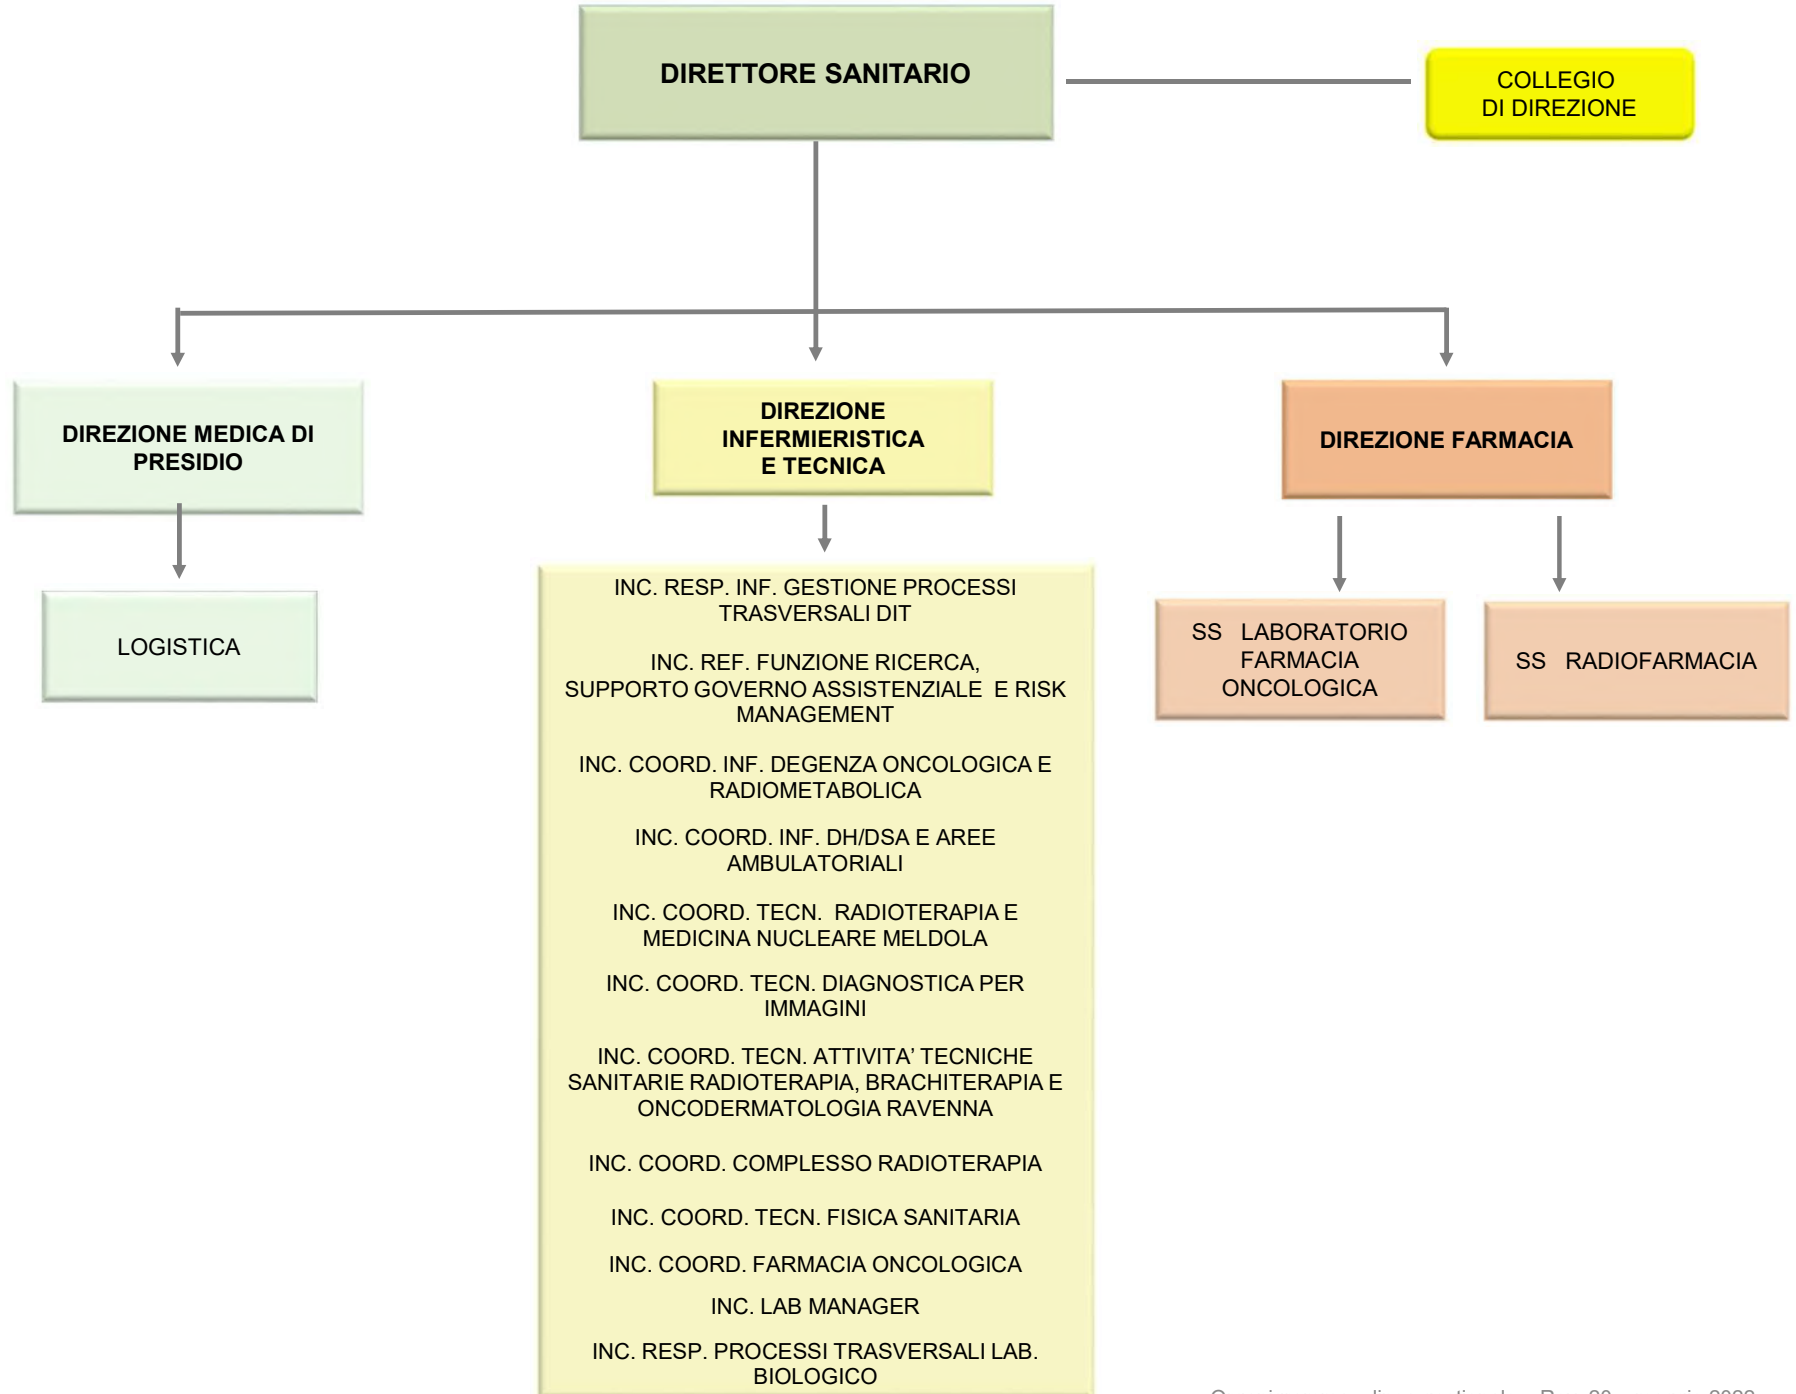 DIRETTORE SANITARIO
COLLEGIO
DI DIREZIONE
DIREZIONE MEDICA DI
PRESIDIO
DIREZIONE
INFERMIERISTICA
E TECNICA
DIREZIONE FARMACIA
LOGISTICA
INC. RESP. INF. GESTIONE PROCESSI
TRASVERSALI DIT
INC. REF. FUNZIONE RICERCA,
SUPPORTO GOVERNO ASSISTENZIALE E RISK
MANAGEMENT
INC. COORD. INF. DEGENZA ONCOLOGICA E
RADIOMETABOLICA
INC. COORD. INF. DH/DSA E AREE
AMBULATORIALI
INC. COORD. TECN. RADIOTERAPIA E
MEDICINA NUCLEARE MELDOLA
INC. COORD. TECN. DIAGNOSTICA PER
IMMAGINI
INC. COORD. TECN. ATTIVITA’ TECNICHE
SANITARIE RADIOTERAPIA, BRACHITERAPIA E
ONCODERMATOLOGIA RAVENNA
INC. COORD. COMPLESSO RADIOTERAPIA
INC. COORD. TECN. FISICA SANITARIA
INC. COORD. FARMACIA ONCOLOGICA
INC. LAB MANAGER
INC. RESP. PROCESSI TRASVERSALI LAB.
BIOLOGICO
SS LABORATORIO
FARMACIA
ONCOLOGICA
SS RADIOFARMACIA